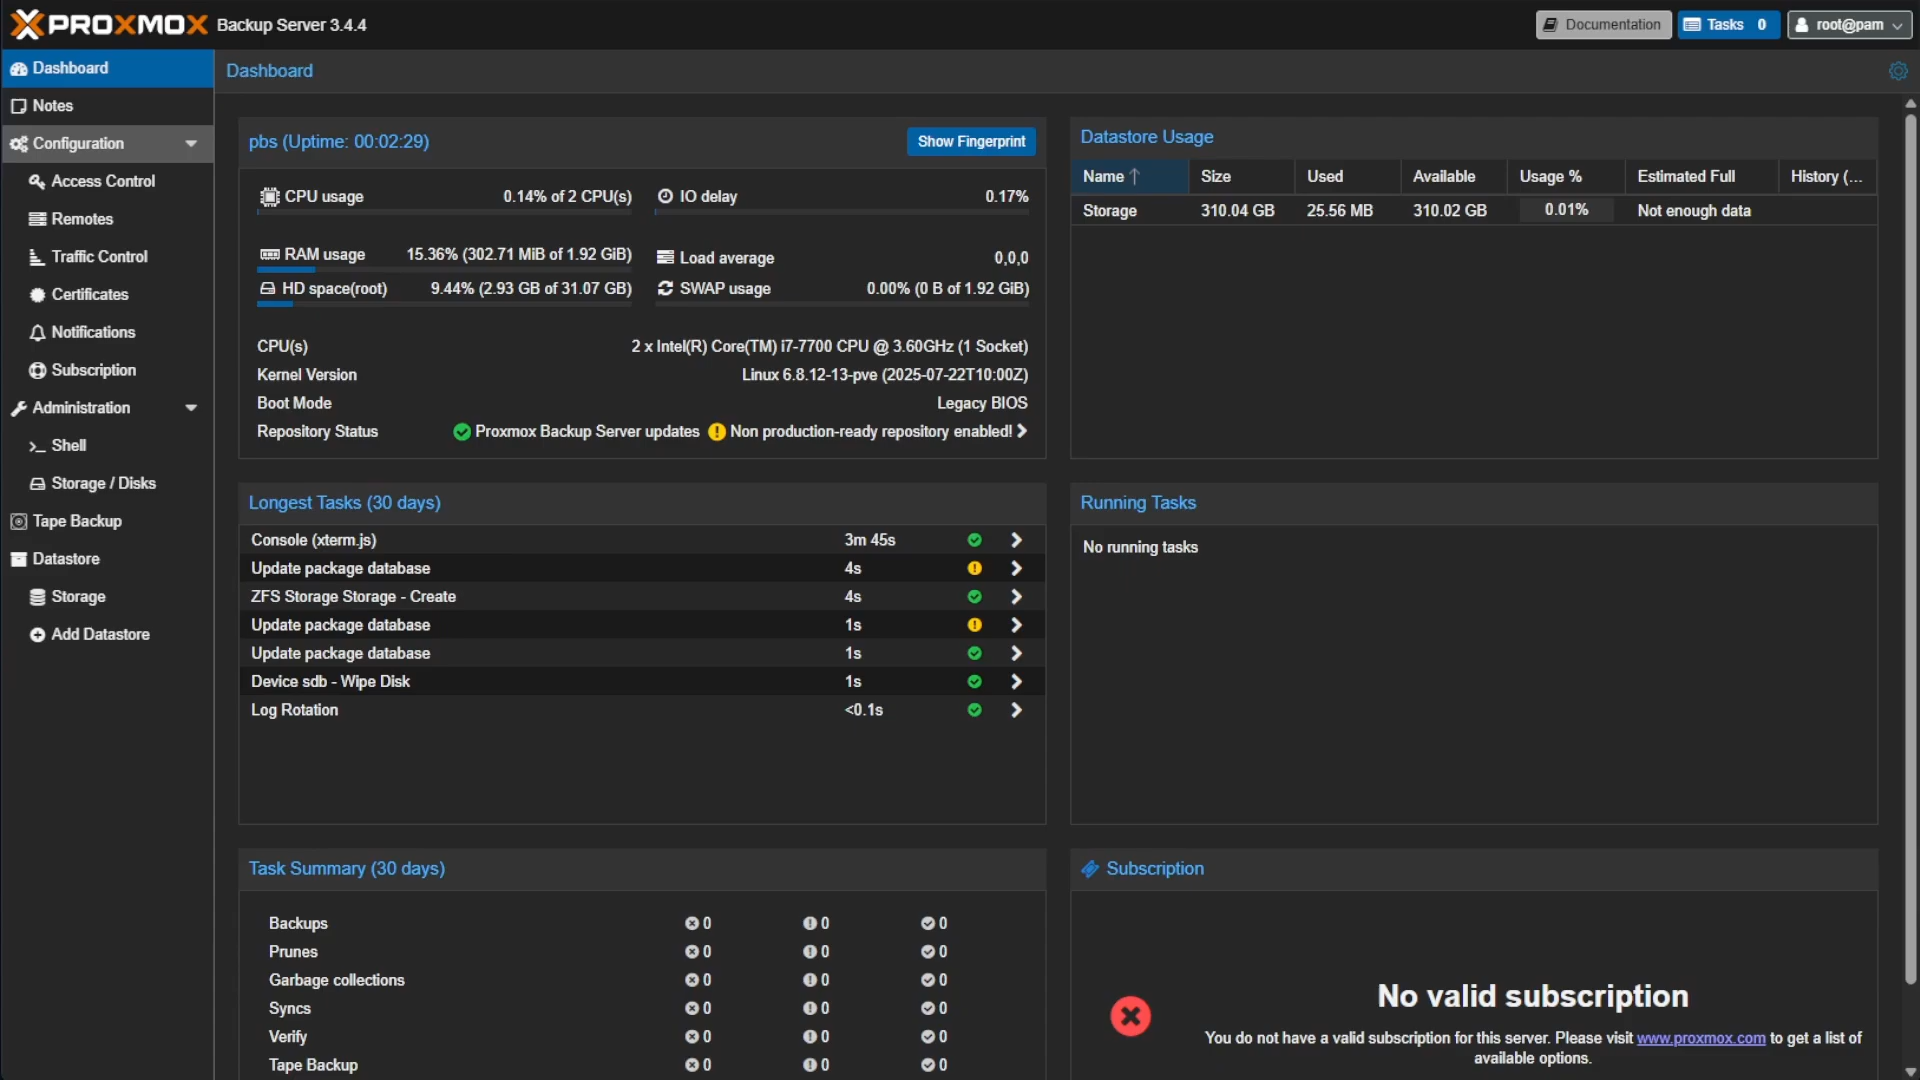 PROXMOX Backup Server 3.4.4
Documentation
Tasks 0
root@pam
Dashboard
Notes
Configuration
Access Control
Remotes
Traffic Control
Certificates
Notifications
Subscription
Administration
Shell
Storage / Disks
Tape Backup
Datastore
Storage
Add Datastore
Dashboard
pbs (Uptime: 00:02:29)
Show Fingerprint
CPU usage 0.14% of 2 CPU(s)
IO delay 0.17%
RAM usage 15.36% (302.71 MiB of 1.92 GiB)
Load average 0,0,0
HD space(root) 9.44% (2.93 GB of 31.07 GB)
SWAP usage 0.00% (0 B of 1.92 GiB)
CPU(s) 2 x Intel(R) Core(TM) i7-7700 CPU @ 3.60GHz (1 Socket)
Kernel Version Linux 6.8.12-13-pve (2025-07-22T10:00Z)
Boot Mode Legacy BIOS
Repository Status Proxmox Backup Server updates Non production-ready repository enabled!
Datastore Usage
Name Size Used Available Usage % Estimated Full History (...
Storage 310.04 GB 25.56 MB 310.02 GB 0.01% Not enough data
Longest Tasks (30 days)
Console (xterm.js) 3m 45s
Update package database 4s
ZFS Storage Storage - Create 4s
Update package database 1s
Update package database 1s
Device sdb - Wipe Disk 1s
Log Rotation <0.1s
Running Tasks
No running tasks
Task Summary (30 days)
Backups 0 0 0
Prunes 0 0 0
Garbage collections 0 0 0
Syncs 0 0 0
Verify 0 0 0
Tape Backup 0 0 0
Subscription
No valid subscription
You do not have a valid subscription for this server. Please visit www.proxmox.com to get a list of
available options.